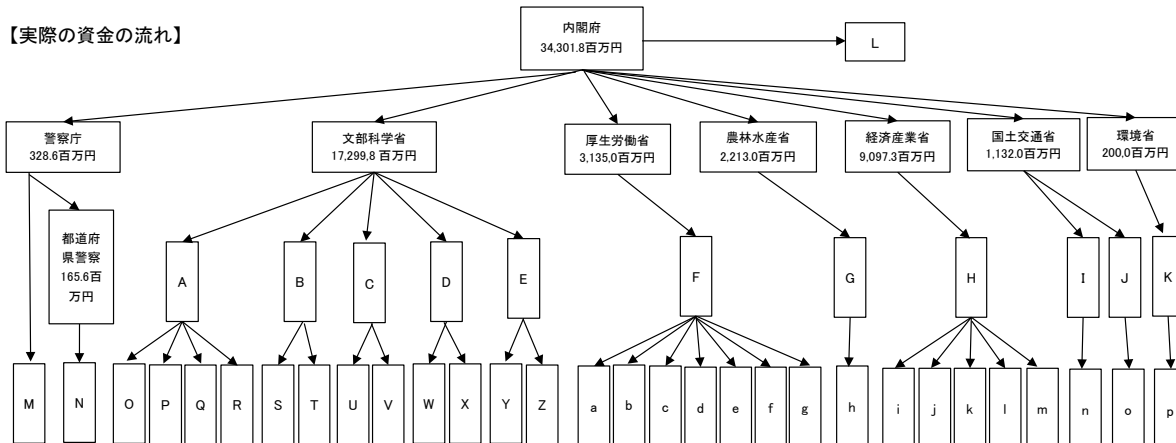 【実際の資金の流れ】
内閣府
34,301.8百万円
L
警察庁
328.6百万円
文部科学省
17,299,8 百万円
厚生労働省
3,135,0百万円
農林水産省
2,213.0百万円
経済産業省
9,097.3百万円
国土交通省
1,132.0百万円
環境省
200,0百万円
都道府
県警察
165.6百
万円
A
B
C
D
E
F
G
H
I
J
K
M
N
O
P
Q
R
S
T
U
V
W
X
Y
Z
a
b
c
d
e
f
g
h
i
j
k
l
m
n
o
p